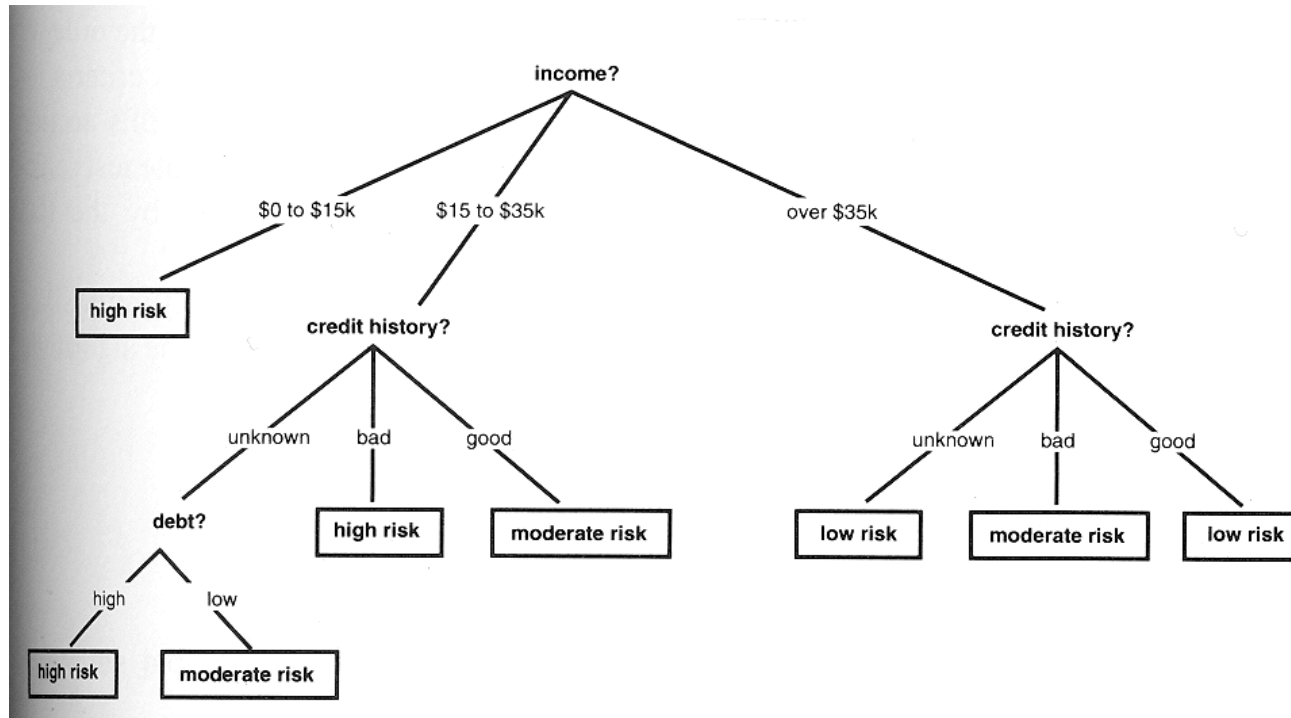 income?
$0 to $15k
$15 to $35k
over $35k
high risk
credit history?
credit history?
unknown
bad
good
unknown
bad
good
debt?
high risk
moderate risk
low risk
moderate risk
low risk
high
low
high risk
moderate risk